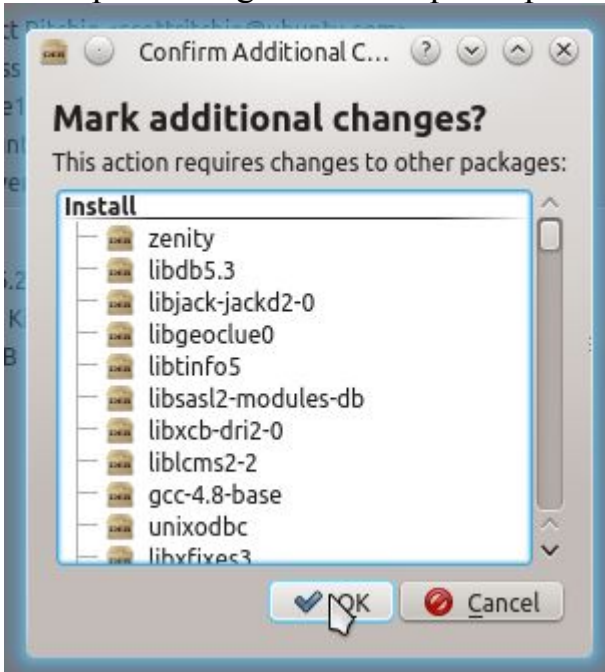 Confirm Additional C...
Mark additional changes?
This action requires changes to other packages:
Install
zenity
libdb5.3
libjack-jackd2-0
libgeoclue0
libtinfo5
libsasl2-modules-db
libxcb-dri2-0
liblcms2-2
gcc-4.8-base
unixodbc
libxfixes3
OK Cancel